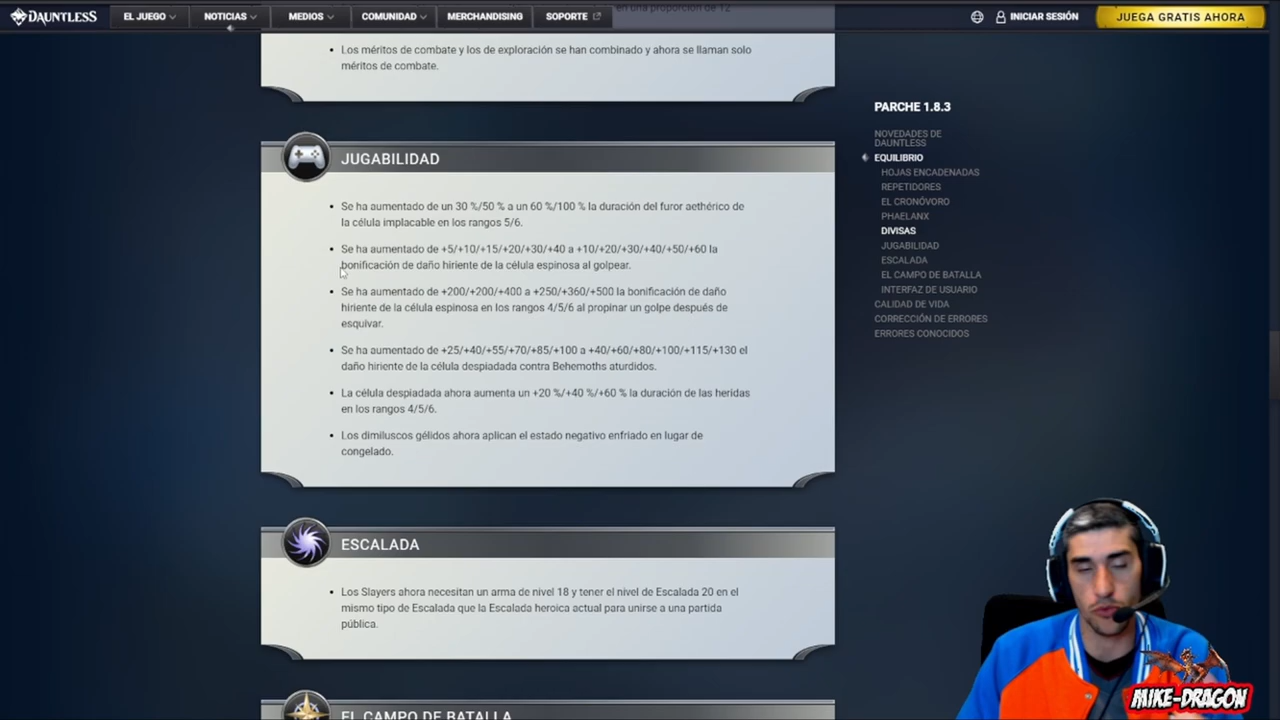 DAUNTLESS
EL JUEGO
NOTICIAS
MEDIOS
COMUNIDAD
MERCHANDISING
SOPORTE
INICIAR SESIÓN
JUEGA GRATIS AHORA
en una proporción de 12
• Los méritos de combate y los de exploración se han combinado y ahora se llaman solo
méritos de combate.
JUGABILIDAD
• Se ha aumentado de un 30 %/50 % a un 60 %/100 % la duración del furor aethérico de
la célula implacable en los rangos 5/6.
• Se ha aumentado de +5/+10/+15/+20/+30/+40 a +10/+20/+30/+40/+50/+60 la
bonificación de daño hiriente de la célula espinosa al golpear.
• Se ha aumentado de +200/+200/+400 a +250/+360/+500 la bonificación de daño
hiriente de la célula espinosa en los rangos 4/5/6 al propinar un golpe después de
esquivar.
• Se ha aumentado de +25/+40/+55/+70/+85/+100 a +40/+60/+80/+100/+115/+130 el
daño hiriente de la célula despiadada contra Behemoths aturdidos.
• La célula despiadada ahora aumenta un +20 %/+40 %/+60 % la duración de las heridas
en los rangos 4/5/6.
• Los dimiluscos gélidos ahora aplican el estado negativo enfriado en lugar de
congelado.
ESCALADA
• Los Slayers ahora necesitan un arma de nivel 18 y tener el nivel de Escalada 20 en el
mismo tipo de Escalada que la Escalada heroica actual para unirse a una partida
pública.
EL CAMPO DE BATALLA
PARCHE 1.8.3
NOVEDADES DE
DAUNTLESS
EQUILIBRIO
HOJAS ENCADENADAS
REPETIDORES
EL CRONÓVORO
PHAELANX
DIVISAS
JUGABILIDAD
ESCALADA
EL CAMPO DE BATALLA
INTERFAZ DE USUARIO
CALIDAD DE VIDA
CORRECCIÓN DE ERRORES
ERRORES CONOCIDOS
MIKE-DRAGON